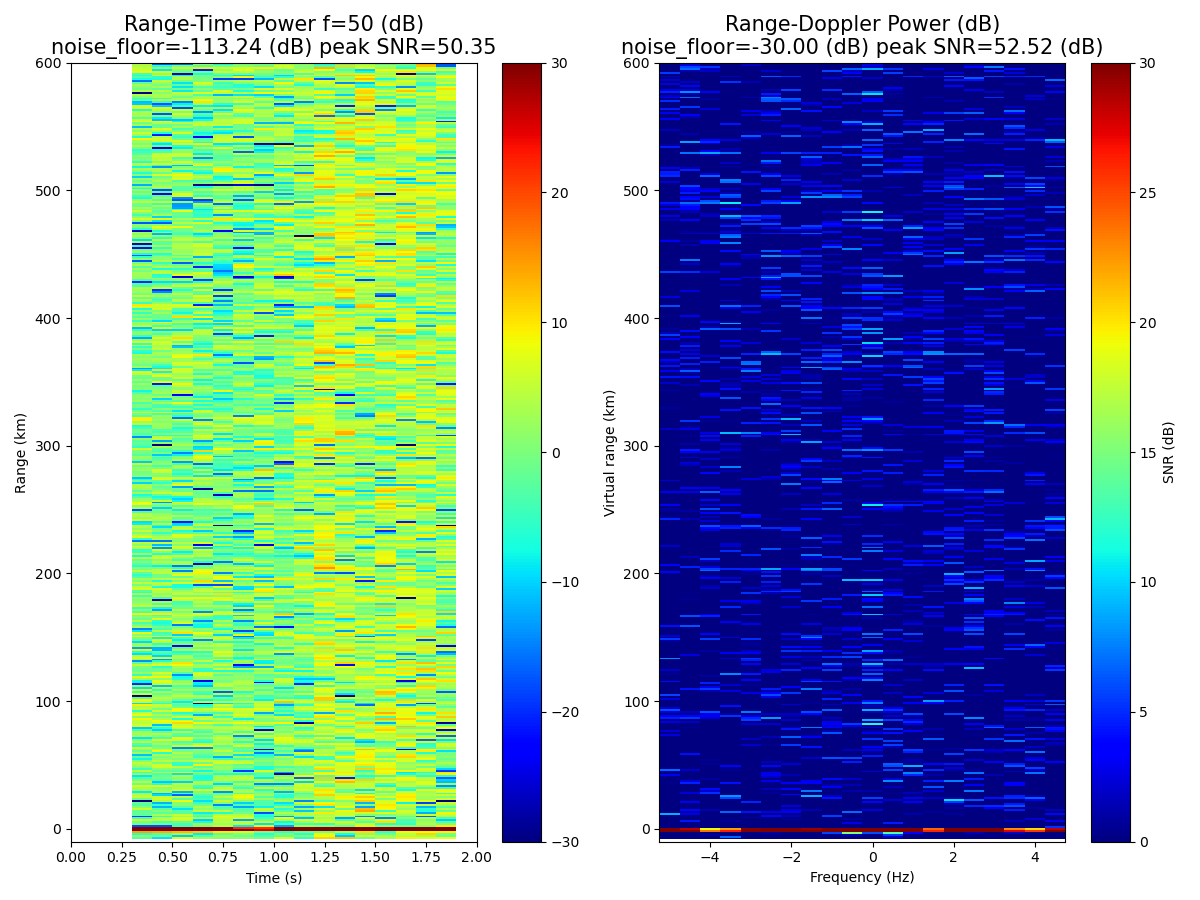 Range-Time Power f=50 (dB)
noise_floor=-113.24 (dB) peak SNR=50.35
600
500
400
300
200
100
0
Range (km)
0.00 0.25 0.50 0.75 1.00 1.25 1.50 1.75 2.00
Time (s)
30
20
10
0
−10
−20
−30
Range-Doppler Power (dB)
noise_floor=-30.00 (dB) peak SNR=52.52 (dB)
600
500
400
300
200
100
0
Virtual range (km)
−4 −2 0 2 4
Frequency (Hz)
30
25
20
15
10
5
0
SNR (dB)